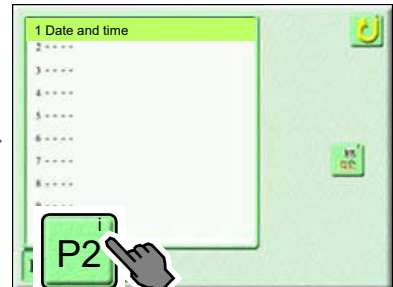 1 Date and time
2 - - - -
3 - - - -
4 - - - -
5 - - - -
6 - - - -
7 - - - -
8 - - - -
i
P2